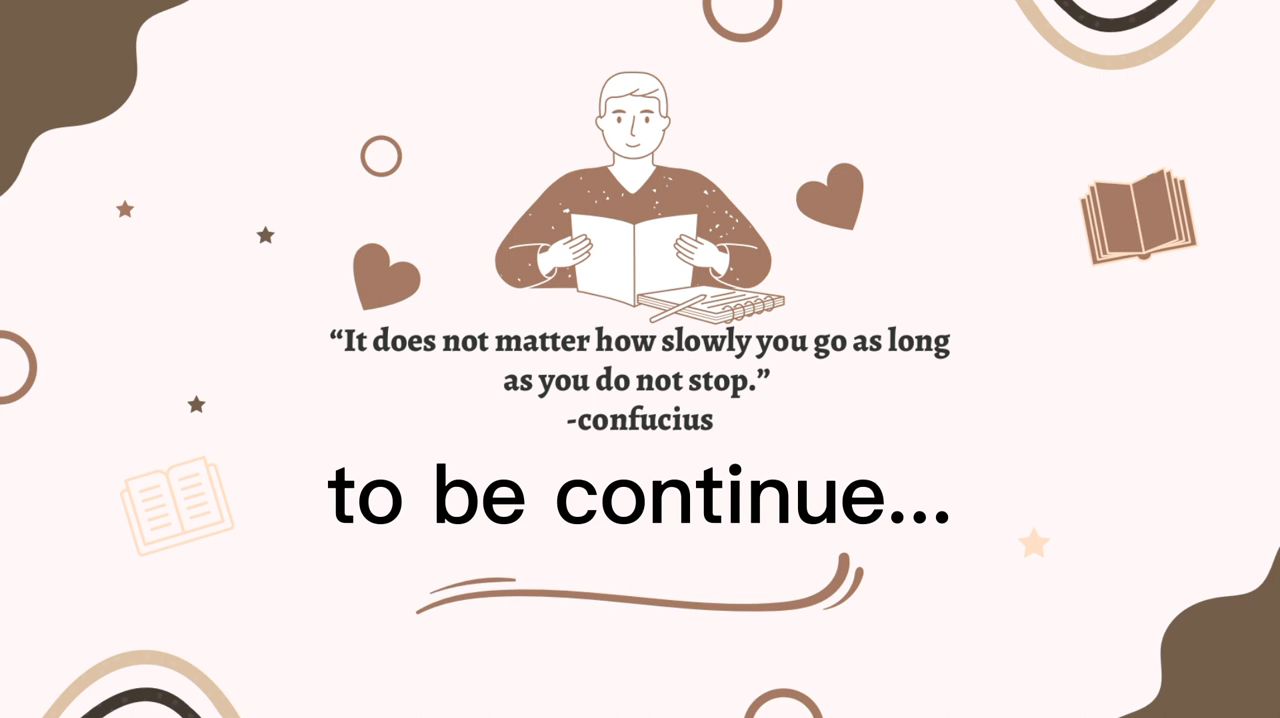 “It does not matter how slowly you go as long
as you do not stop.”
-confucius
to be continue...